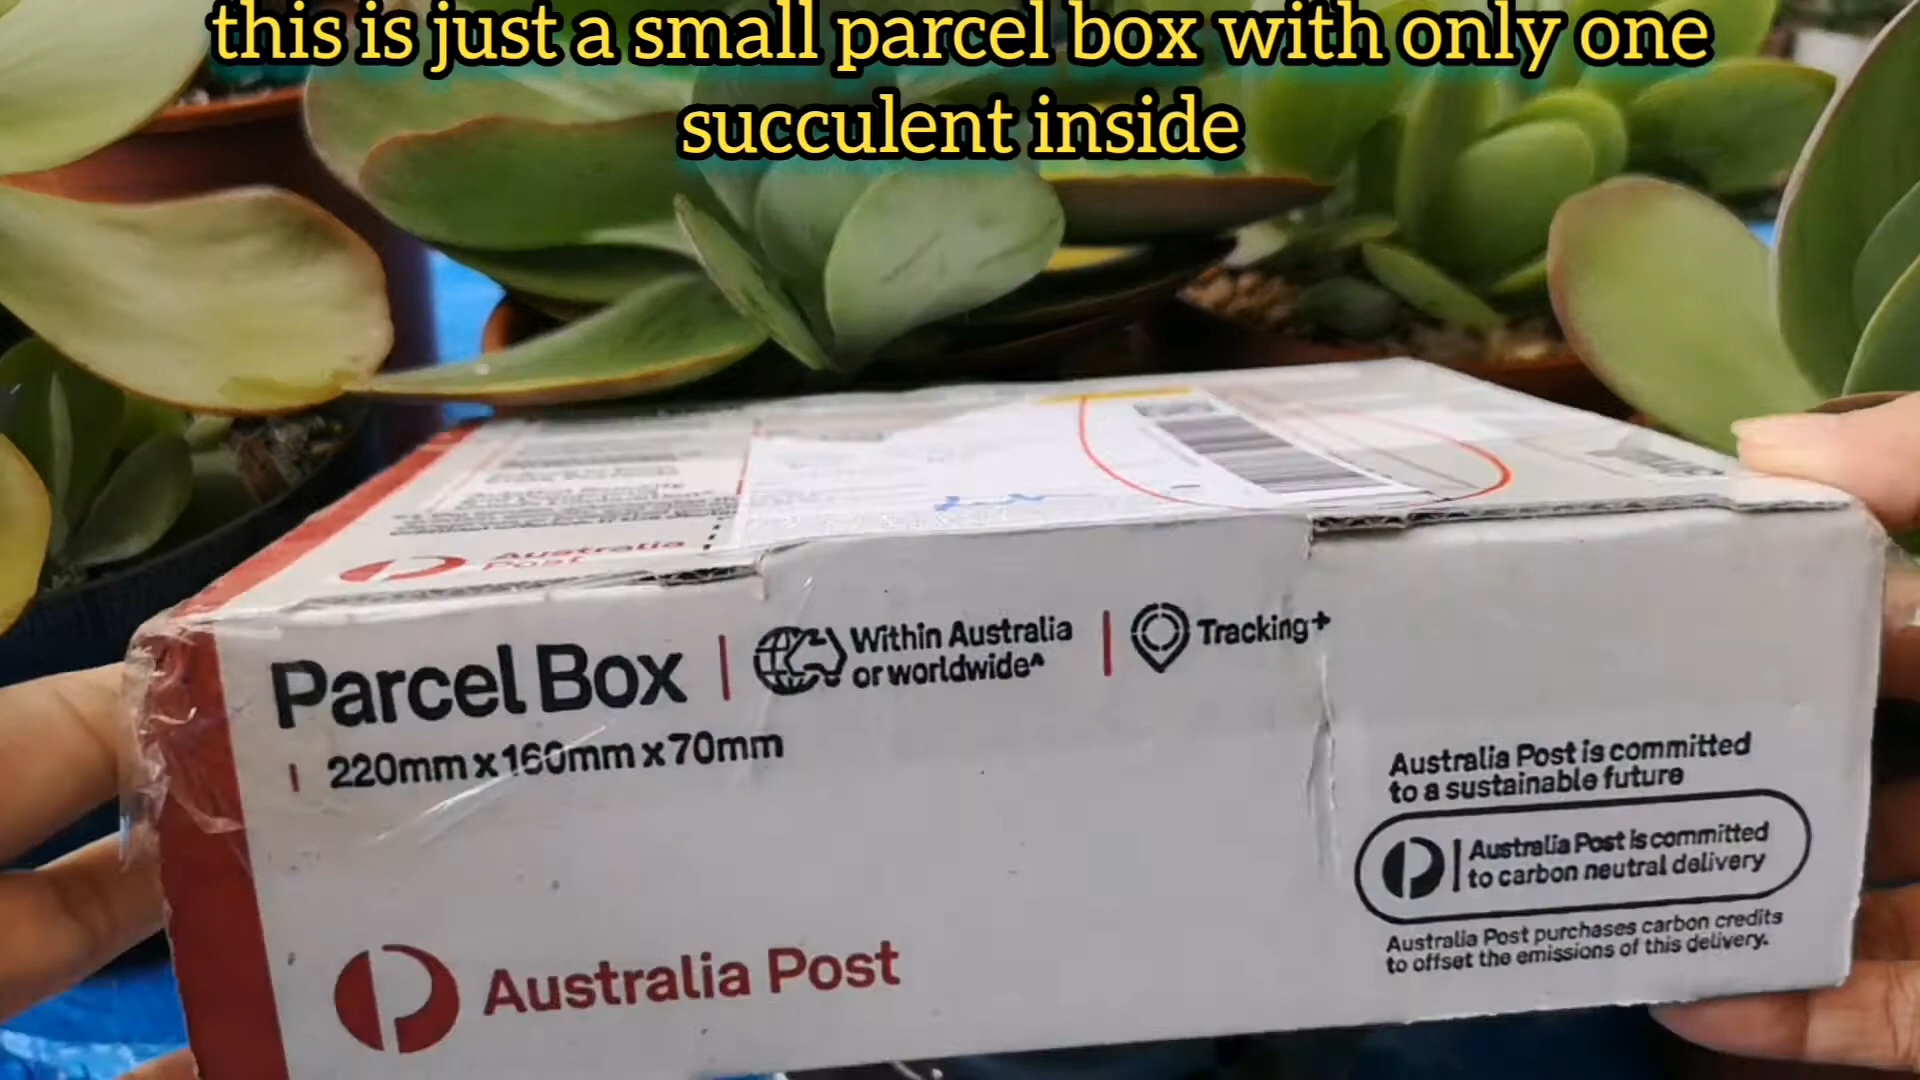 this is just a small parcel box with only one
succulent inside
Australia
Post
Parcel Box
Within Australia
or worldwide^
Tracking+
220mm x 160mm x 70mm
Australia Post is committed
to a sustainable future
Australia Post is committed
to carbon neutral delivery
Australia Post purchases carbon credits
to offset the emissions of this delivery.
Australia Post